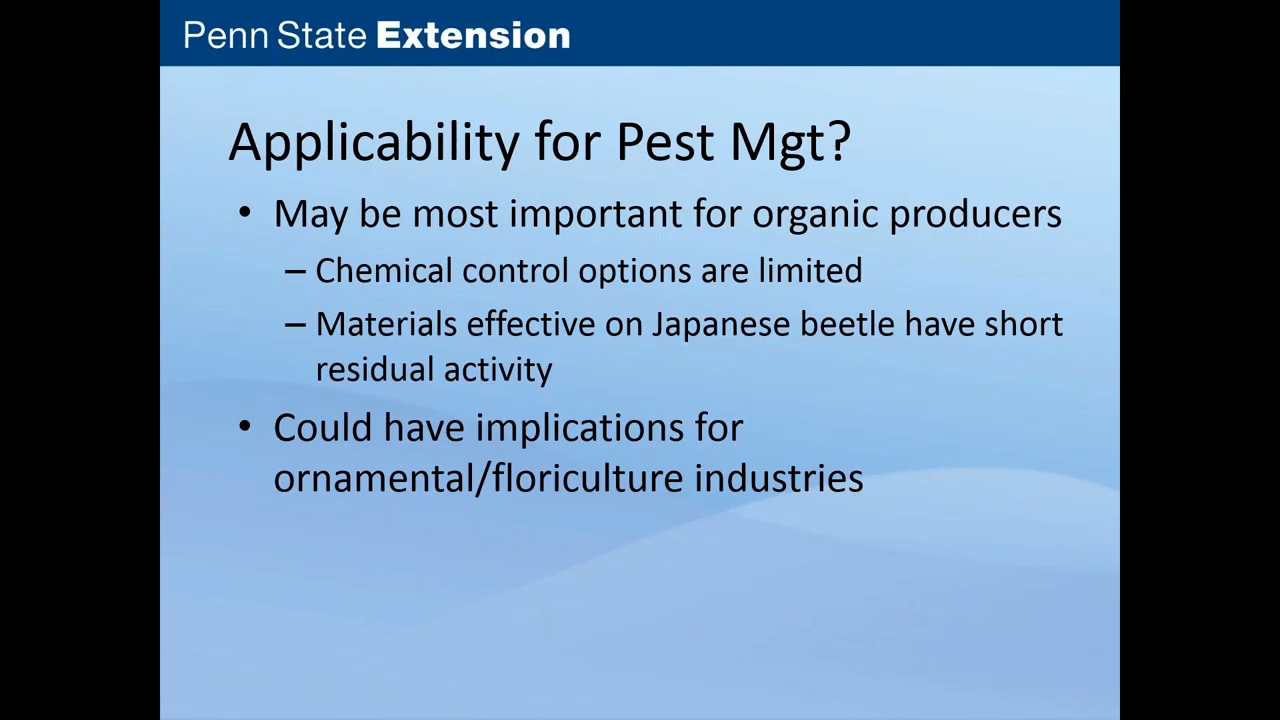 Penn State Extension
Applicability for Pest Mgt?
• May be most important for organic producers
– Chemical control options are limited
– Materials effective on Japanese beetle have short
residual activity
• Could have implications for
ornamental/floriculture industries